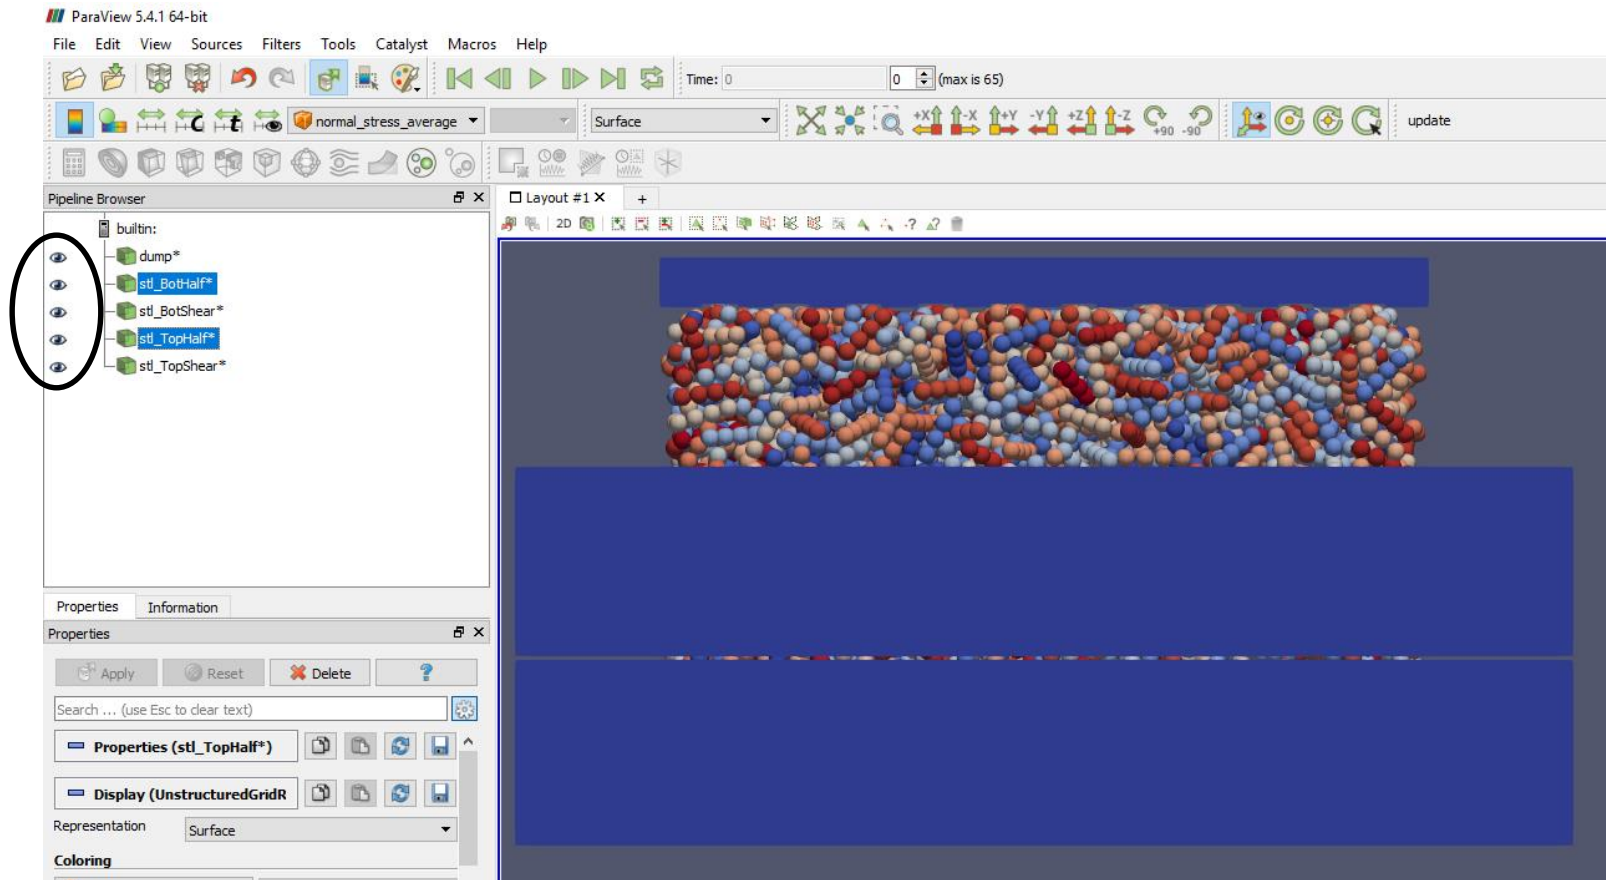 ParaView 5.4.1 64-bit
File Edit View Sources Filters Tools Catalyst Macros Help
Time: 0 0 (max is 65)
normal_stress_average Surface +X -X +Y -Y +Z -Z +90 -90 update
Pipeline Browser
Layout #1 +
2D
builtin:
dump*
stl_BotHalf*
stl_BotShear*
stl_TopHalf*
stl_TopShear*
Properties Information
Properties
Apply Reset Delete ?
Search ... (use Esc to clear text)
Properties (stl_TopHalf*)
Display (UnstructuredGridR
Representation Surface
Coloring